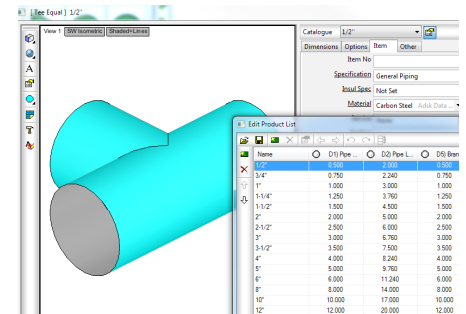 [ Tee Equal ] 1/2"
View 1 SW Isometric Shaded+Lines
Catalogue 1/2"
Dimensions Options Item Other
Item No
Specification General Piping
Insul Spec Not Set
Material Carbon Steel
Edit Product List
Name D1) Pipe ... D2) Pipe L... D5) Bran
1/2" 0.500 2.000 0.500
3/4" 0.750 2.240 0.750
1" 1.000 3.000 1.000
1-1/4" 1.250 3.760 1.250
1-1/2" 1.500 4.500 1.500
2" 2.000 5.000 2.000
2-1/2" 2.500 6.000 2.500
3" 3.000 6.760 3.000
3-1/2" 3.500 7.500 3.500
4" 4.000 8.240 4.000
5" 5.000 9.760 5.000
6" 6.000 11.240 6.000
8" 8.000 14.000 8.000
10" 10.000 17.000 10.000
12" 12.000 20.000 12.000